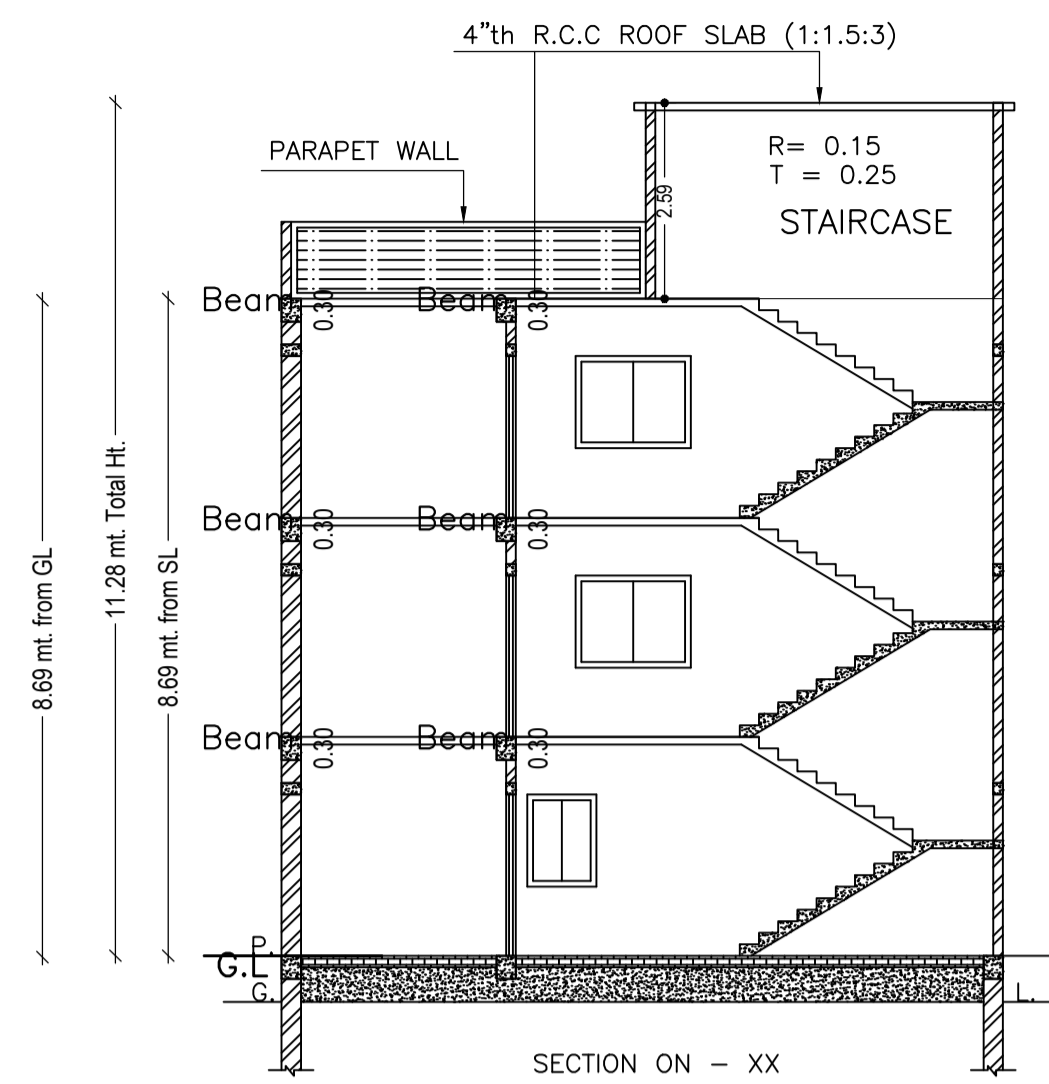 4”th R.C.C ROOF SLAB (1:1.5:3)
PARAPET WALL
R= 0.15
T = 0.25
STAIRCASE
2.59
Beam
0.30
Beam
0.30
Beam
0.30
Beam
0.30
Beam
0.30
Beam
0.30
8.69 mt. from GL
11.28 mt. Total Ht.
8.69 mt. from SL
P.
G.L
G.
L.
SECTION ON - XX